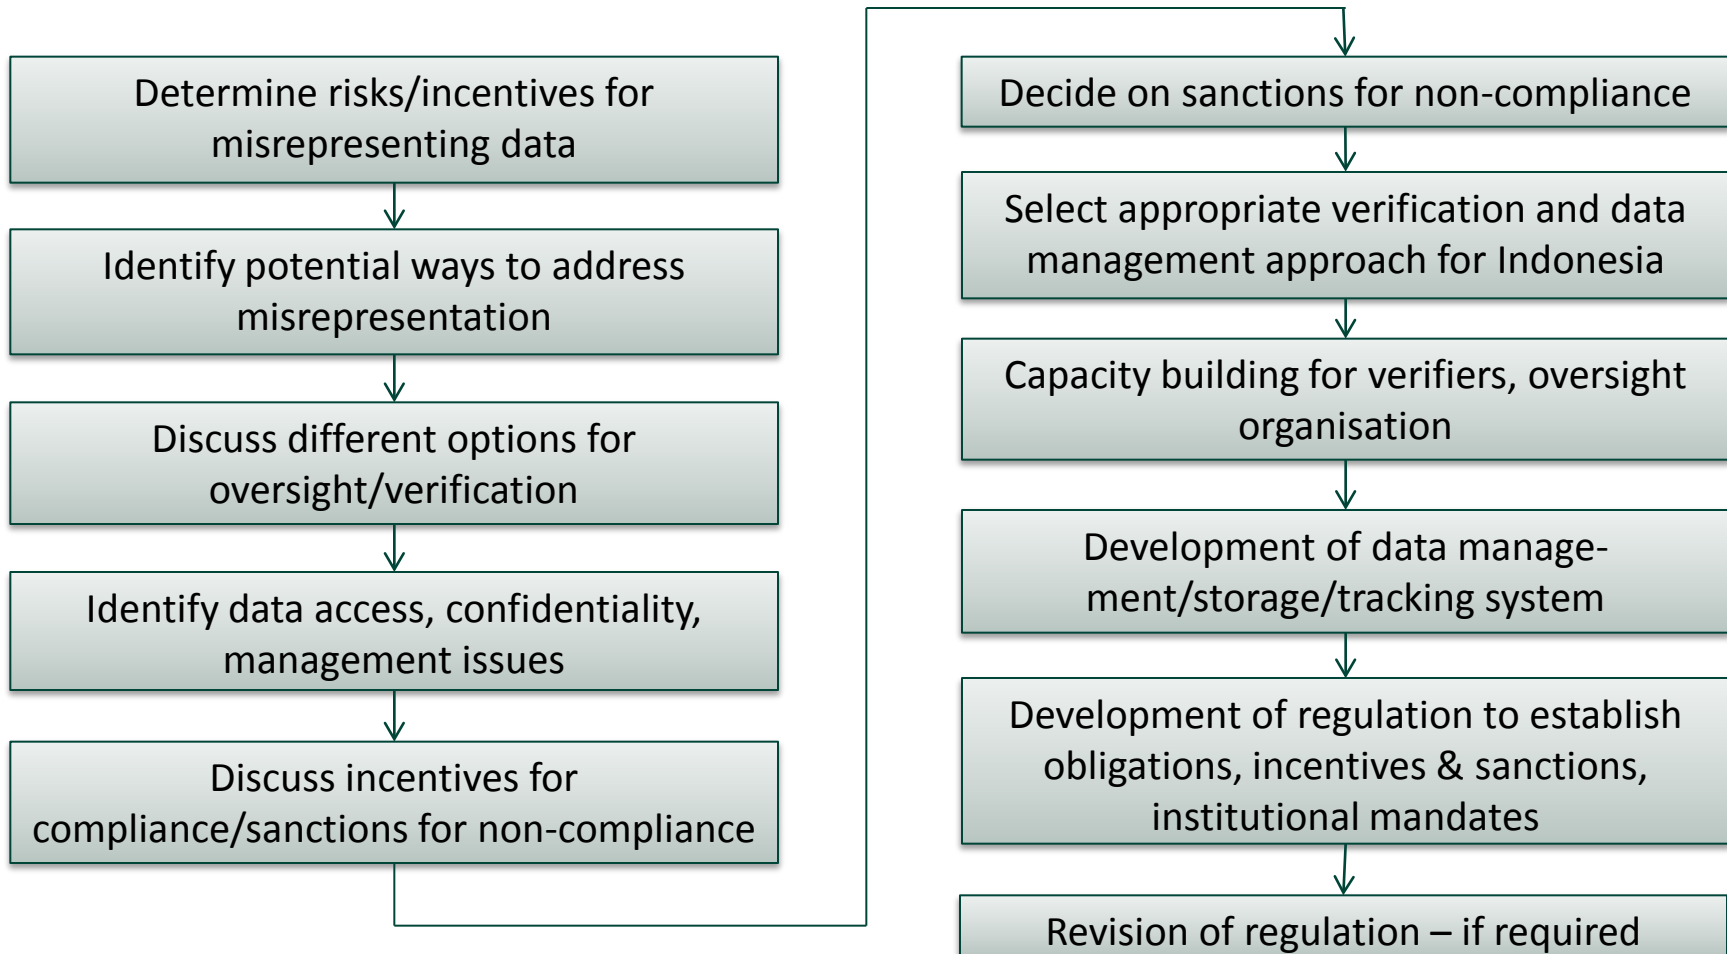 Determine risks/incentives for
misrepresenting data
Identify potential ways to address
misrepresentation
Discuss different options for
oversight/verification
Identify data access, confidentiality,
management issues
Discuss incentives for
compliance/sanctions for non-compliance
Decide on sanctions for non-compliance
Select appropriate verification and data
management approach for Indonesia
Capacity building for verifiers, oversight
organisation
Development of data manage-
ment/storage/tracking system
Development of regulation to establish
obligations, incentives & sanctions,
institutional mandates
Revision of regulation – if required